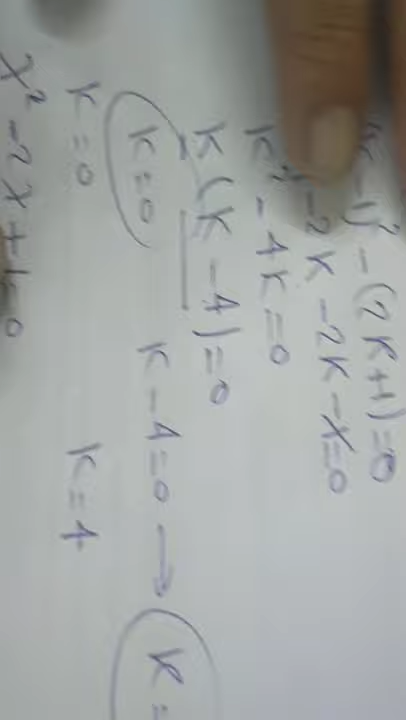 -1)² - (2k+1) = 0
-2k - 2k - 1 = 0
k² - 4k = 0
k(k - 4) = 0
k = 0 k - 4 = 0 → k =
k = 0 k = 4
x² - 2x + 1 = 0